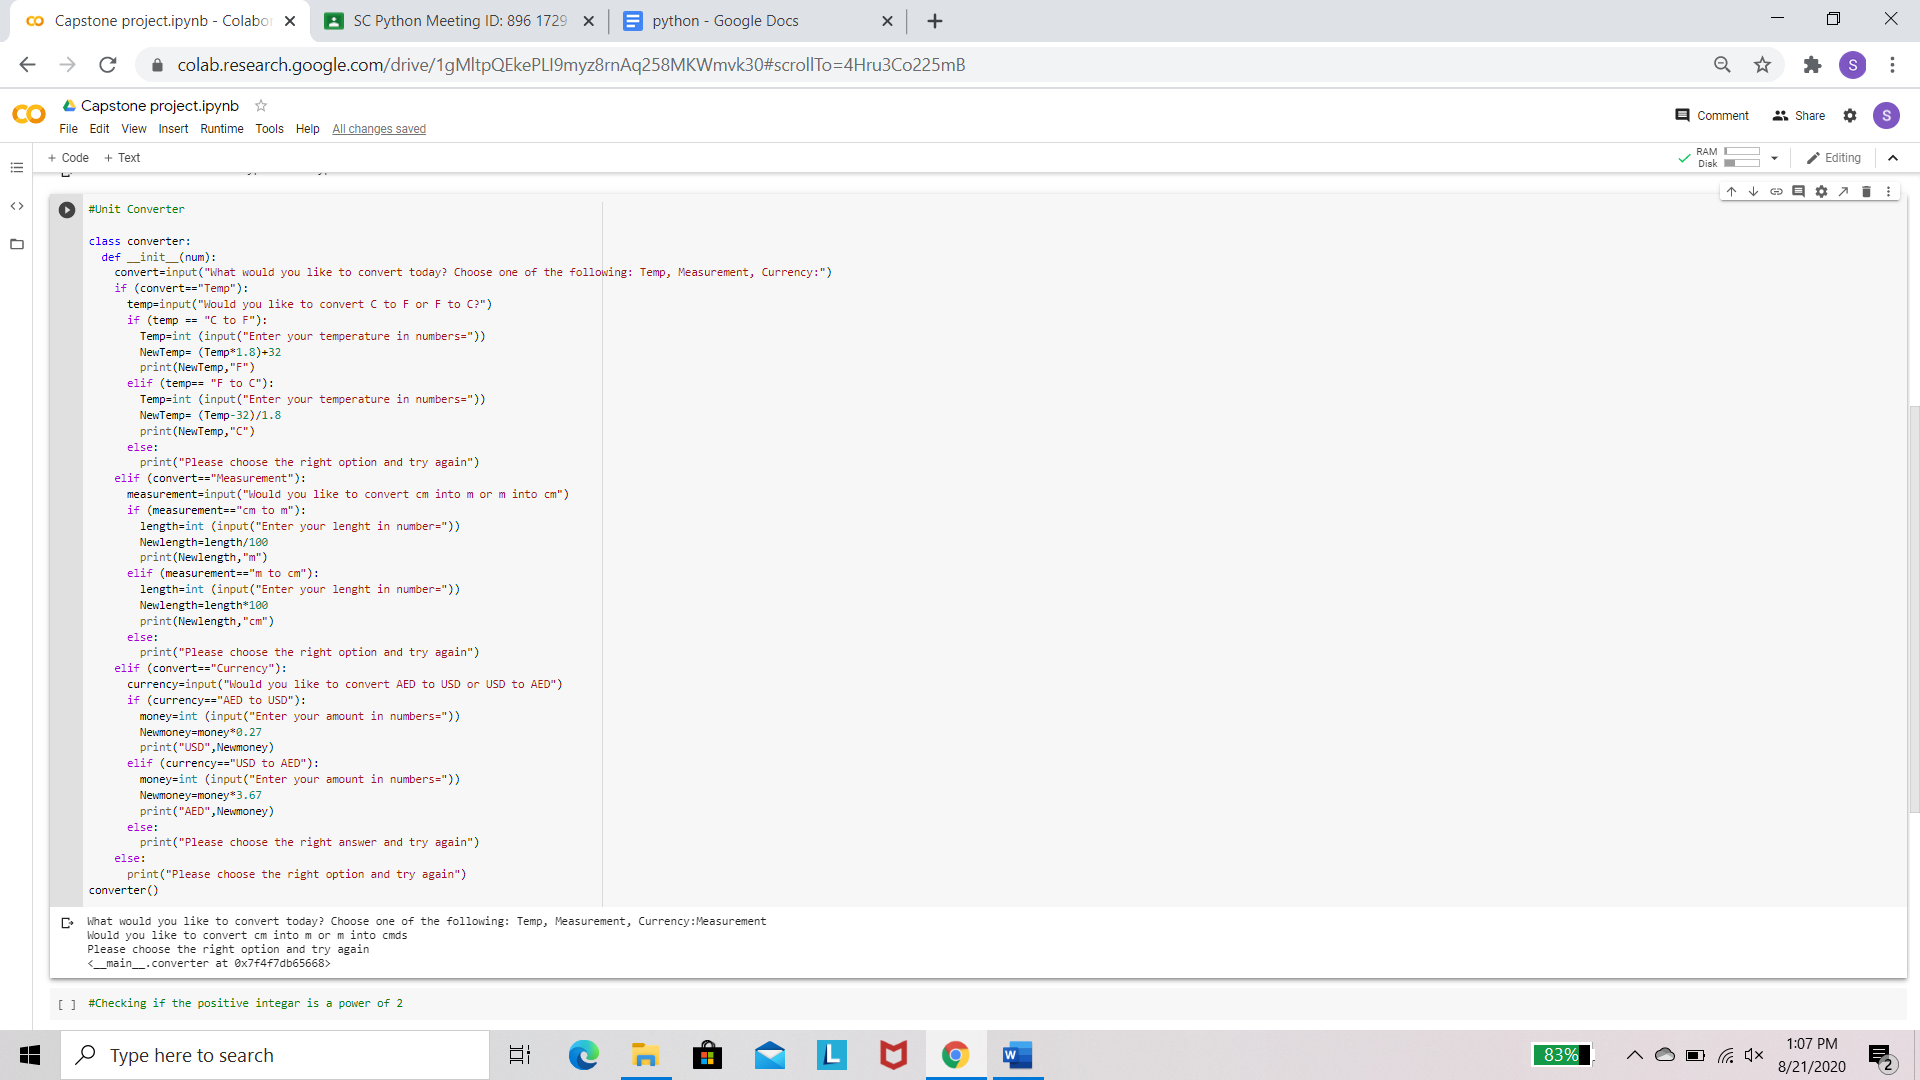 Capstone project.ipynb - Colabor
SC Python Meeting ID: 896 1729
python - Google Docs
colab.research.google.com/drive/1gMltpQEkePLI9myz8rnAq258MKWmvk30#scrollTo=4Hru3Co225mB
S
Capstone project.ipynb
File Edit View Insert Runtime Tools Help All changes saved
Comment Share S
+ Code + Text
RAM
Disk
Editing
#Unit Converter
class converter:
def __init__(num):
convert=input("What would you like to convert today? Choose one of the following: Temp, Measurement, Currency:")
if (convert=="Temp"):
temp=input("Would you like to convert C to F or F to C?")
if (temp == "C to F"):
Temp=int (input("Enter your temperature in numbers="))
NewTemp= (Temp*1.8)+32
print(NewTemp,"F")
elif (temp== "F to C"):
Temp=int (input("Enter your temperature in numbers="))
NewTemp= (Temp-32)/1.8
print(NewTemp,"C")
else:
print("Please choose the right option and try again")
elif (convert=="Measurement"):
measurement=input("Would you like to convert cm into m or m into cm")
if (measurement=="cm to m"):
length=int (input("Enter your lenght in number="))
Newlength=length/100
print(Newlength,"m")
elif (measurement=="m to cm"):
length=int (input("Enter your lenght in number="))
Newlength=length*100
print(Newlength,"cm")
else:
print("Please choose the right option and try again")
elif (convert=="Currency"):
currency=input("Would you like to convert AED to USD or USD to AED")
if (currency=="AED to USD"):
money=int (input("Enter your amount in numbers="))
Newmoney=money*0.27
print("USD",Newmoney)
elif (currency=="USD to AED"):
money=int (input("Enter your amount in numbers="))
Newmoney=money*3.67
print("AED",Newmoney)
else:
print("Please choose the right answer and try again")
else:
print("Please choose the right option and try again")
converter()
What would you like to convert today? Choose one of the following: Temp, Measurement, Currency:Measurement
Would you like to convert cm into m or m into cmds
Please choose the right option and try again
<__main__.converter at 0x7f4f7db65668>
[ ] #Checking if the positive integar is a power of 2
Type here to search
83%
1:07 PM
8/21/2020
2